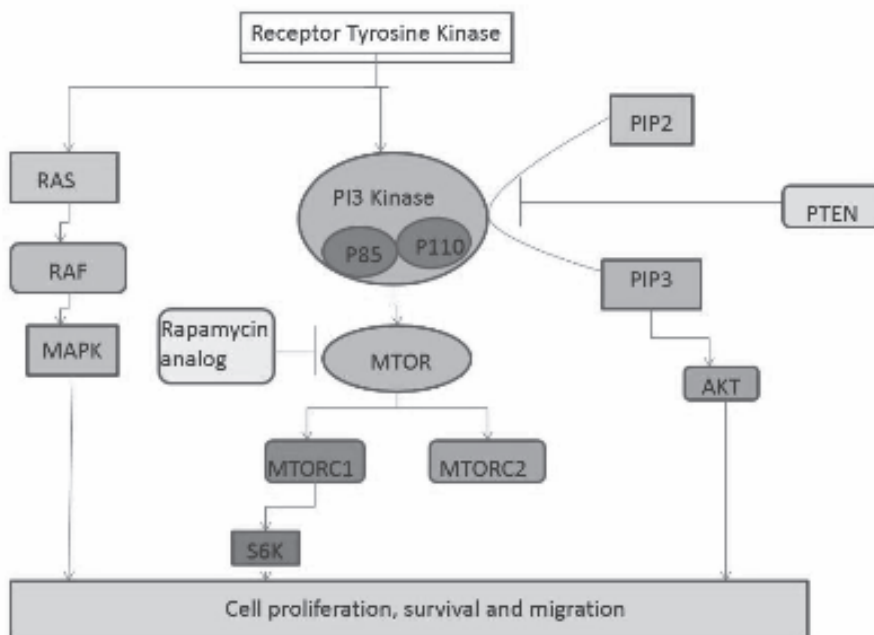 Receptor Tyrosine Kinase
PIP2
RAS
PI3 Kinase
PTEN
P85
P110
RAF
PIP3
Rapamycin
analog
MAPK
MTOR
AKT
MTORC1
MTORC2
S6K
Cell proliferation, survival and migration